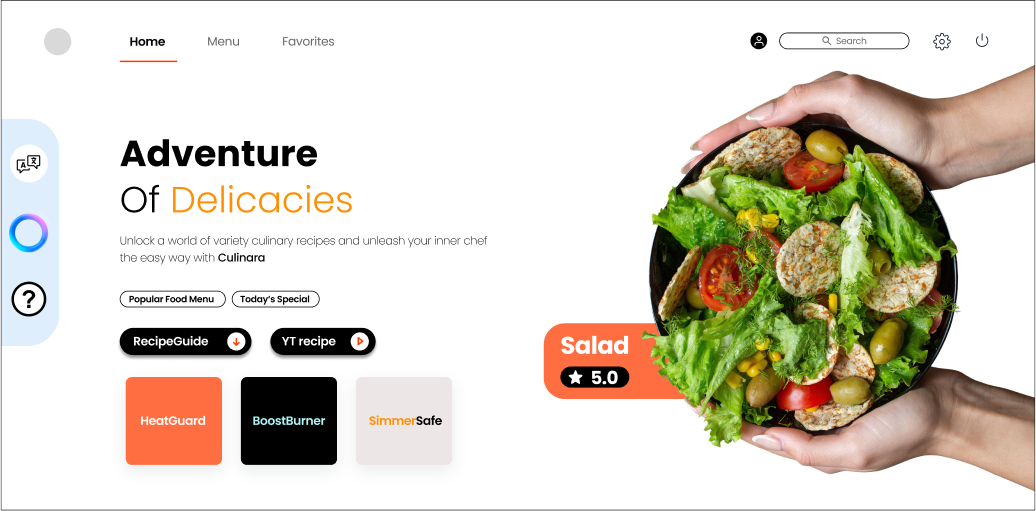 Home
Menu
Favorites
Search
A
文
Adventure
Of Delicacies
Unlock a world of variety culinary recipes and unleash your inner chef
the easy way with Culinara
?
Popular Food Menu
Today's Special
RecipeGuide
YT recipe
Salad
5.0
HeatGuard
BoostBurner
SimmerSafe